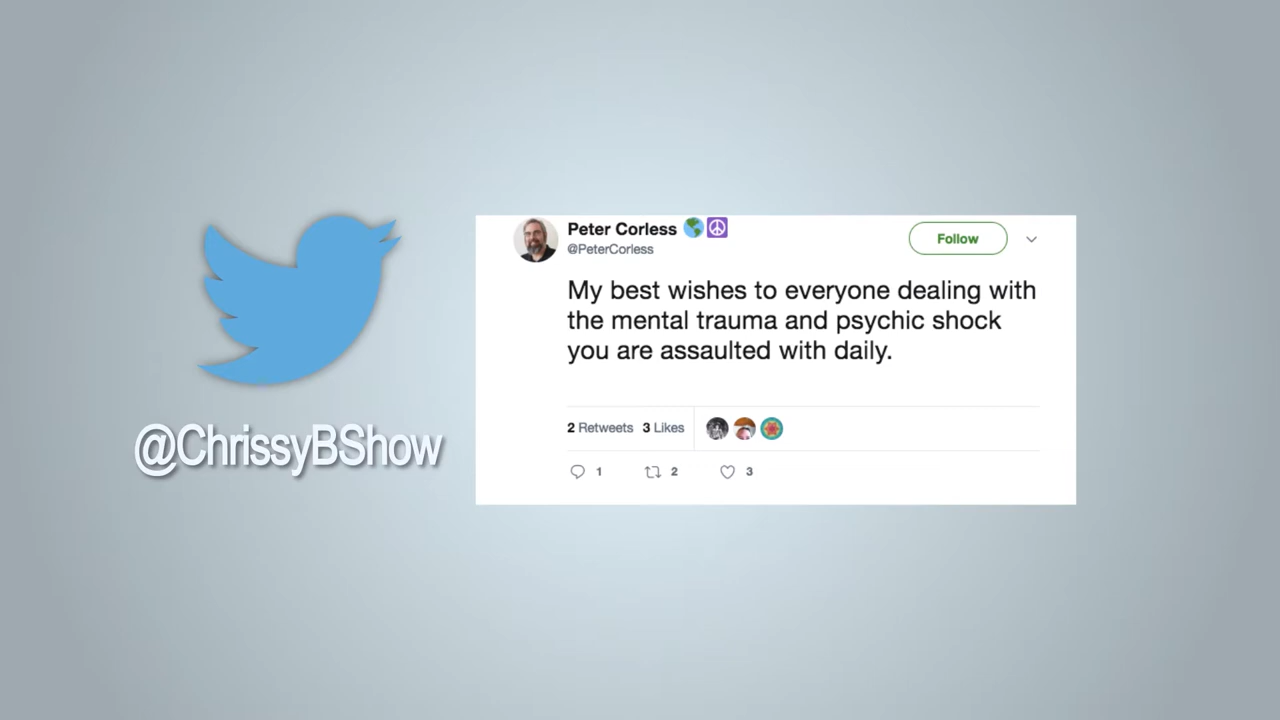 @ChrissyBShow
Peter Corless 🌎☮
@PeterCorless
Follow
My best wishes to everyone dealing with
the mental trauma and psychic shock
you are assaulted with daily.
2 Retweets 3 Likes
1 2 3